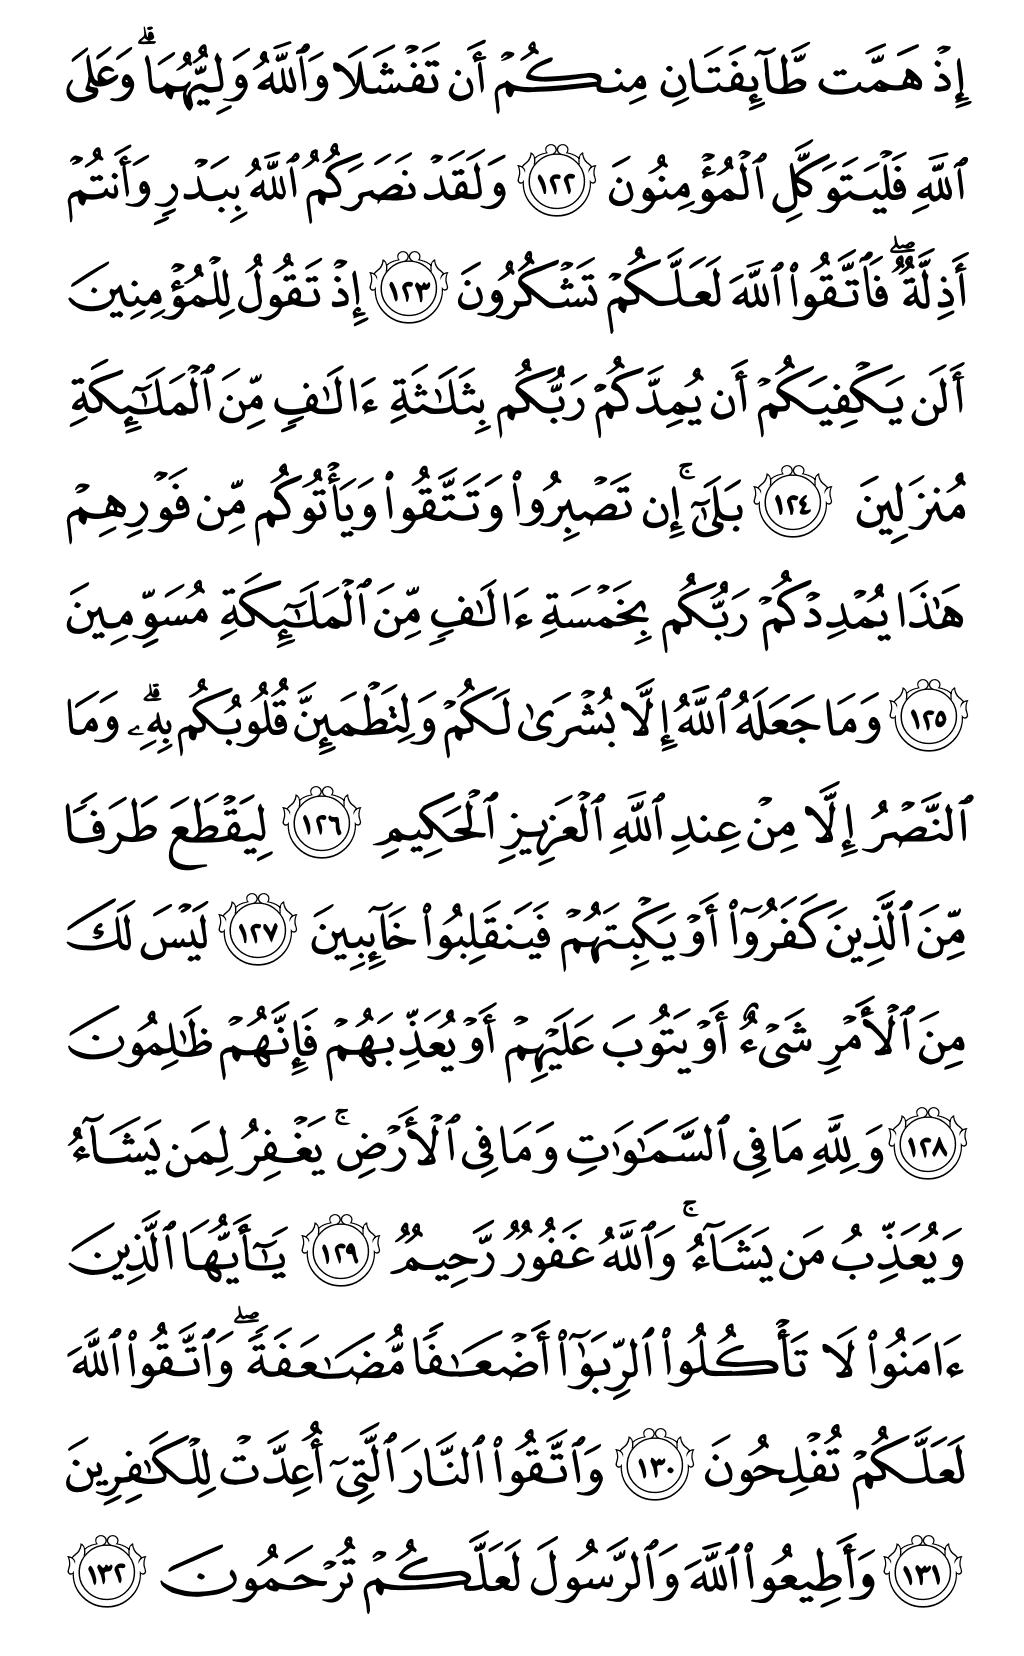 إِذۡ هَمَّت طَّآئِفَتَانِ مِنكُمۡ أَن تَفۡشَلَا وَٱللَّهُ وَلِيُّهُمَاۗ وَعَلَى
ٱللَّهِ فَلۡيَتَوَكَّلِ ٱلۡمُؤۡمِنُونَ ١٢٢ وَلَقَدۡ نَصَرَكُمُ ٱللَّهُ بِبَدۡرٖ وَأَنتُمۡ
أَذِلَّةٞۖ فَٱتَّقُواْ ٱللَّهَ لَعَلَّكُمۡ تَشۡكُرُونَ ١٢٣ إِذۡ تَقُولُ لِلۡمُؤۡمِنِينَ
أَلَن يَكۡفِيَكُمۡ أَن يُمِدَّكُمۡ رَبُّكُم بِثَلَٰثَةِ ءَالَٰفٖ مِّنَ ٱلۡمَلَٰٓئِكَةِ
مُنزَلِينَ ١٢٤ بَلَىٰٓۚ إِن تَصۡبِرُواْ وَتَتَّقُواْ وَيَأۡتُوكُم مِّن فَوۡرِهِمۡ
هَٰذَا يُمۡدِدۡكُمۡ رَبُّكُم بِخَمۡسَةِ ءَالَٰفٖ مِّنَ ٱلۡمَلَٰٓئِكَةِ مُسَوِّمِينَ
١٢٥ وَمَا جَعَلَهُ ٱللَّهُ إِلَّا بُشۡرَىٰ لَكُمۡ وَلِتَطۡمَئِنَّ قُلُوبُكُم بِهِۦۗ وَمَا
ٱلنَّصۡرُ إِلَّا مِنۡ عِندِ ٱللَّهِ ٱلۡعَزِيزِ ٱلۡحَكِيمِ ١٢٦ لِيَقۡطَعَ طَرَفٗا
مِّنَ ٱلَّذِينَ كَفَرُوٓاْ أَوۡ يَكۡبِتَهُمۡ فَيَنقَلِبُواْ خَآئِبِينَ ١٢٧ لَيۡسَ لَكَ
مِنَ ٱلۡأَمۡرِ شَيۡءٌ أَوۡ يَتُوبَ عَلَيۡهِمۡ أَوۡ يُعَذِّبَهُمۡ فَإِنَّهُمۡ ظَٰلِمُونَ
١٢٨ وَلِلَّهِ مَا فِي ٱلسَّمَٰوَٰتِ وَمَا فِي ٱلۡأَرۡضِۚ يَغۡفِرُ لِمَن يَشَآءُ
وَيُعَذِّبُ مَن يَشَآءُۚ وَٱللَّهُ غَفُورٞ رَّحِيمٞ ١٢٩ يَٰٓأَيُّهَا ٱلَّذِينَ
ءَامَنُواْ لَا تَأۡكُلُواْ ٱلرِّبَوٰٓاْ أَضۡعَٰفٗا مُّضَٰعَفَةٗۖ وَٱتَّقُواْ ٱللَّهَ
لَعَلَّكُمۡ تُفۡلِحُونَ ١٣٠ وَٱتَّقُواْ ٱلنَّارَ ٱلَّتِيٓ أُعِدَّتۡ لِلۡكَٰفِرِينَ
١٣١ وَأَطِيعُواْ ٱللَّهَ وَٱلرَّسُولَ لَعَلَّكُمۡ تُرۡحَمُونَ ١٣٢